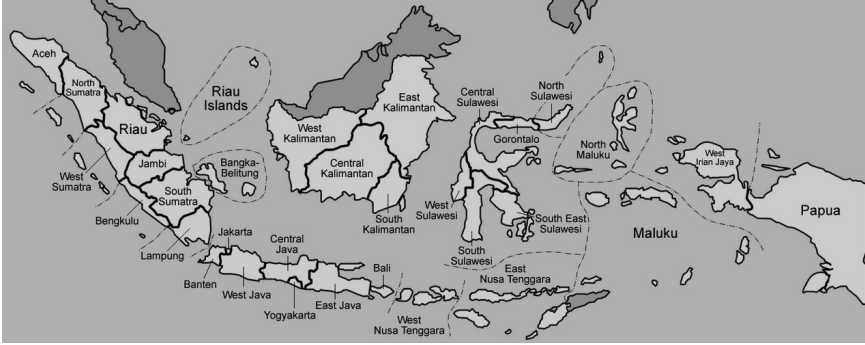 Aceh
North
Sumatra
Riau
Riau
Islands
Jambi
West
Sumatra
South
Sumatra
Bangka-
Belitung
Bengkulu
Lampung
Jakarta
Banten
West Java
Central
Java
Yogyakarta
East Java
Bali
West
Nusa Tenggara
East
Nusa Tenggara
West
Kalimantan
Central
Kalimantan
East
Kalimantan
South
Kalimantan
Central
Sulawesi
North
Sulawesi
Gorontalo
West
Sulawesi
South
Sulawesi
South East
Sulawesi
North
Maluku
Maluku
West
Irian Jaya
Papua